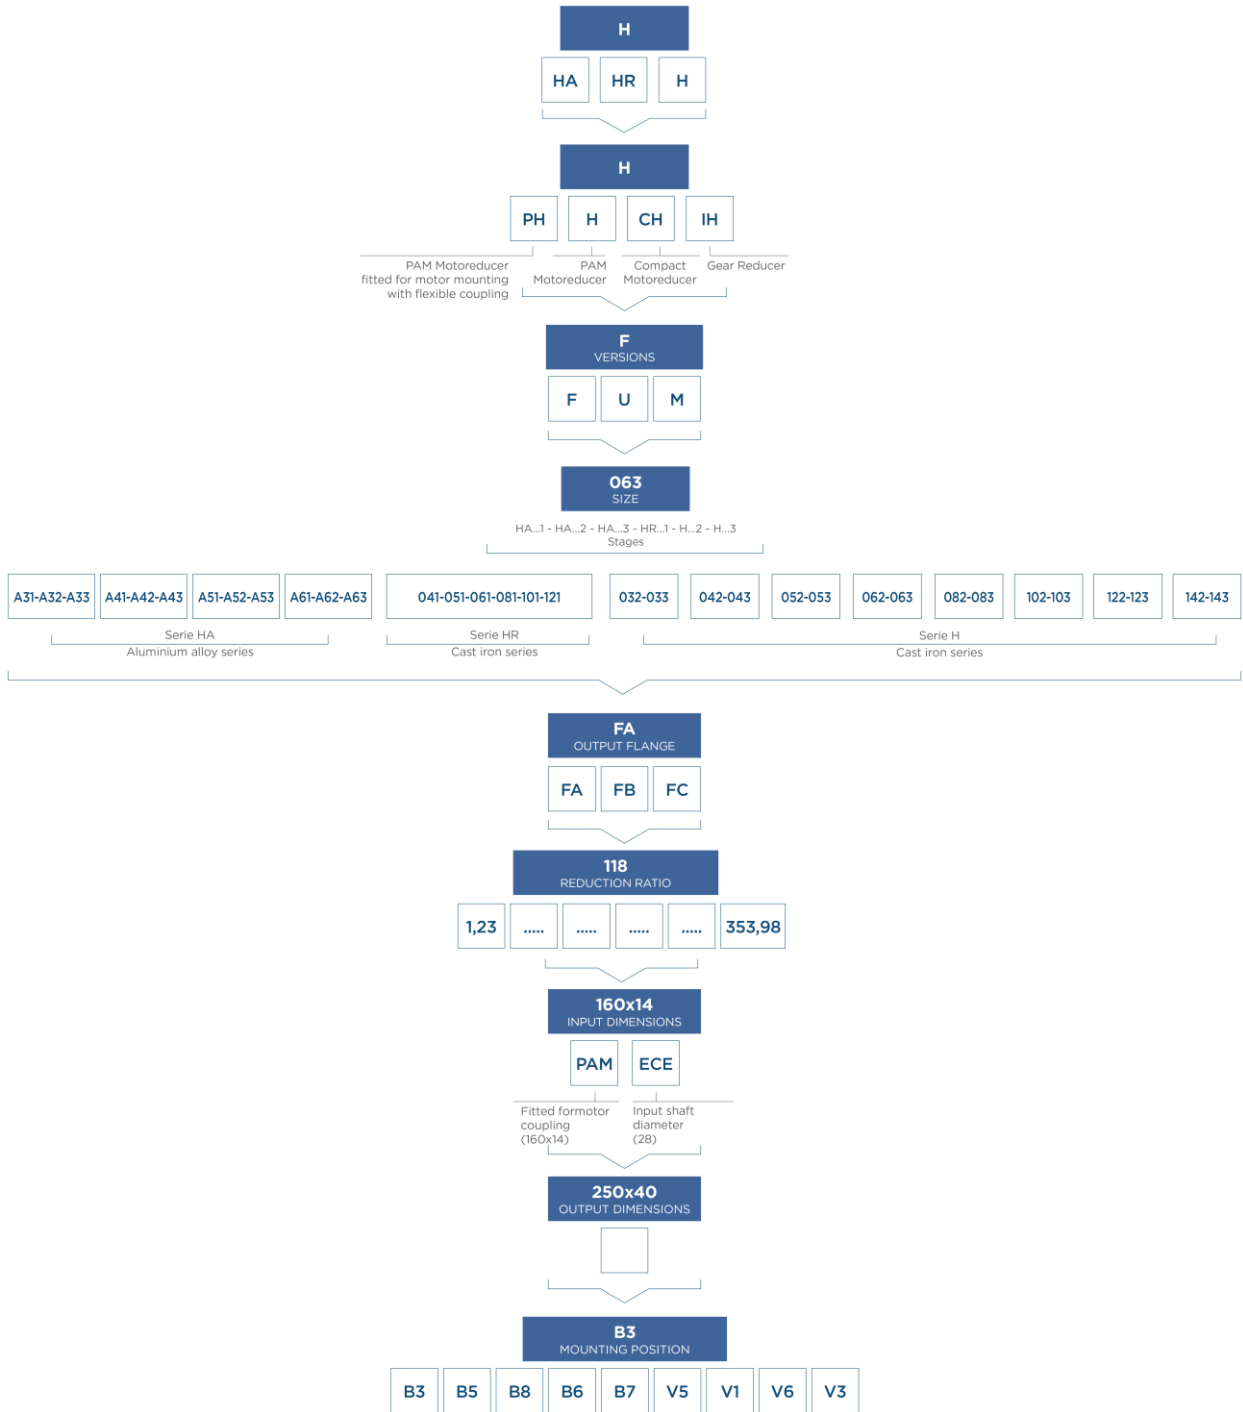 H
HA HR H
H
PH H CH IH
PAM Motoreducer
fitted for motor mounting
with flexible coupling
PAM
Motoreducer
Compact
Motoreducer
Gear Reducer
F
VERSIONS
F U M
063
SIZE
HA...1 - HA...2 - HA...3 - HR...1 - H...2 - H...3
Stages
A31-A32-A33 A41-A42-A43 A51-A52-A53 A61-A62-A63 041-051-061-081-101-121 032-033 042-043 052-053 062-063 082-083 102-103 122-123 142-143
Serie HA
Aluminium alloy series
Serie HR
Cast iron series
Serie H
Cast iron series
FA
OUTPUT FLANGE
FA FB FC
118
REDUCTION RATIO
1,23 ..... ..... ..... ..... 353,98
160x14
INPUT DIMENSIONS
PAM ECE
Fitted formotor
coupling
(160x14)
Input shaft
diameter
(28)
250x40
OUTPUT DIMENSIONS
B3
MOUNTING POSITION
B3 B5 B8 B6 B7 V5 V1 V6 V3